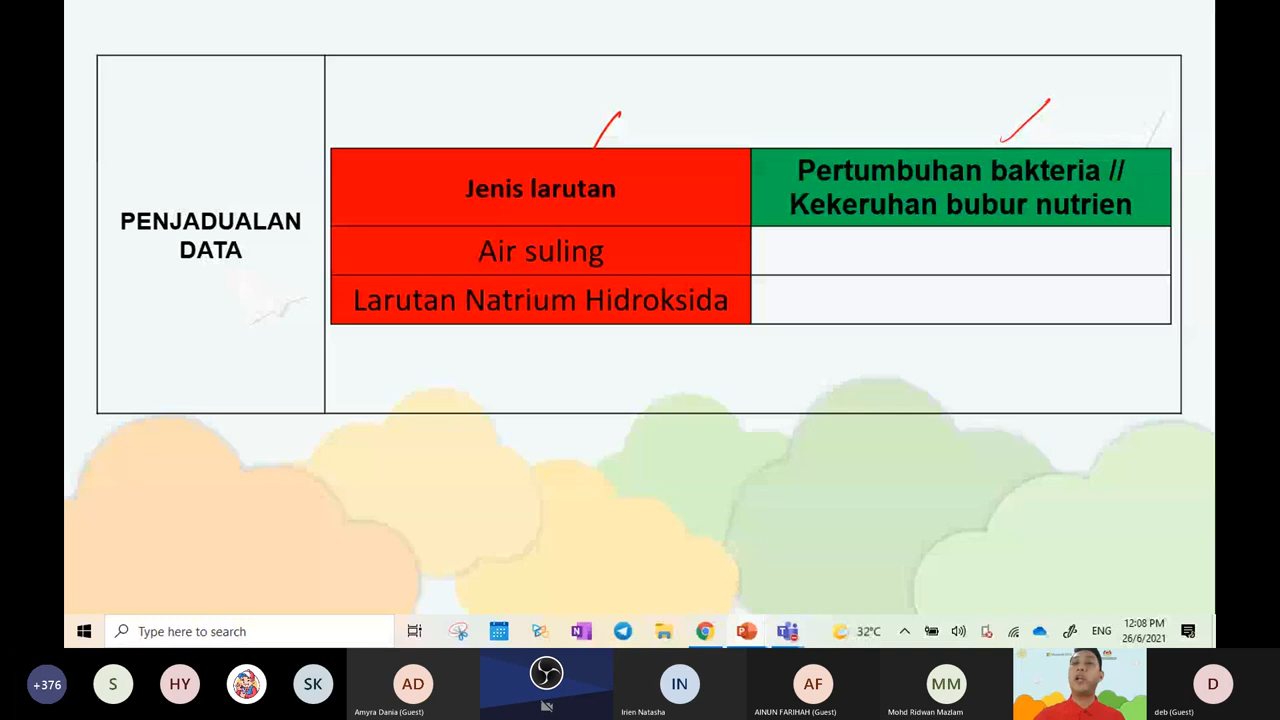 PENJADUALAN
DATA
Jenis larutan
Pertumbuhan bakteria //
Kekeruhan bubur nutrien
Air suling
Larutan Natrium Hidroksida
Type here to search
32°C
ENG
12:08 PM
26/6/2021
+376
S
HY
SK
AD
Amyra Dania (Guest)
IN
Irien Natasha
AF
AINUN FARIHAH (Guest)
MM
Mohd Ridwan Mazlam
D
deb (Guest)